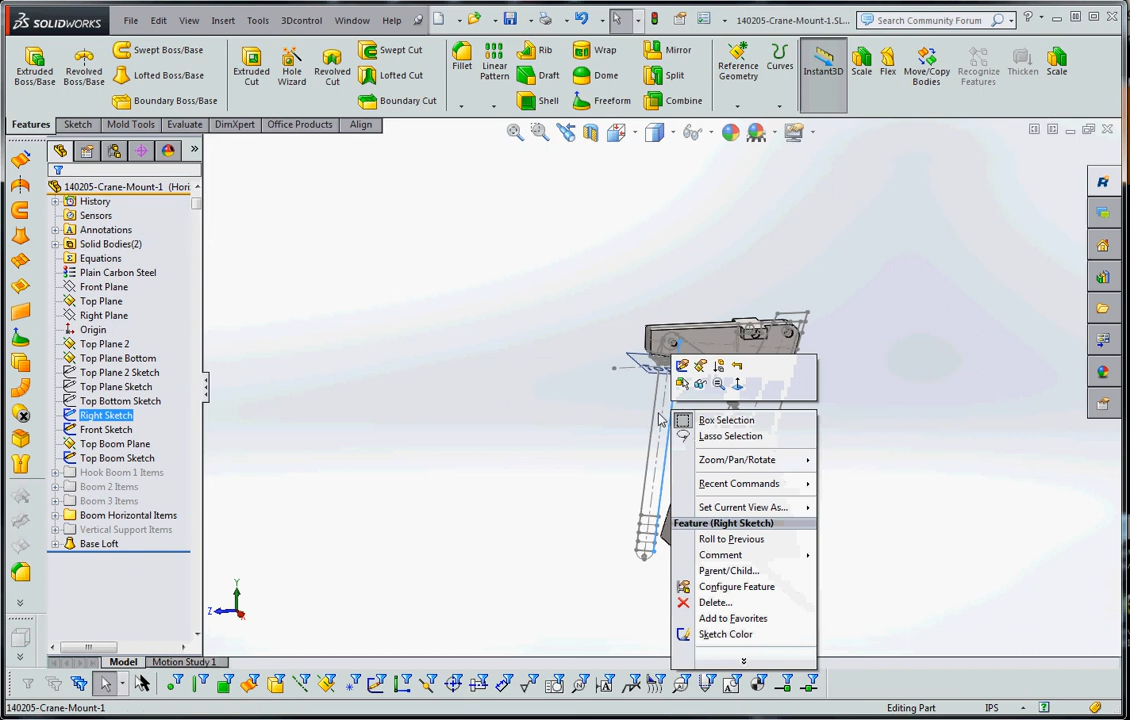 SOLIDWORKS File Edit View Insert Tools 3Dcontrol Window Help 140205-Crane-Mount-1.SL... Search Community Forum
Extruded Boss/Base
Revolved Boss/Base
Swept Boss/Base
Lofted Boss/Base
Boundary Boss/Base
Extruded Cut
Hole Wizard
Revolved Cut
Swept Cut
Lofted Cut
Boundary Cut
Fillet
Linear Pattern
Rib
Draft
Shell
Wrap
Dome
Freeform
Mirror
Split
Combine
Reference Geometry
Curves
Instant3D
Scale
Flex
Move/Copy Bodies
Recognize Features
Thicken
Scale
Features Sketch Mold Tools Evaluate DimXpert Office Products Align
140205-Crane-Mount-1 (Hori
History
Sensors
Annotations
Solid Bodies(2)
Equations
Plain Carbon Steel
Front Plane
Top Plane
Right Plane
Origin
Top Plane 2
Top Plane Bottom
Top Plane 2 Sketch
Top Plane Sketch
Top Bottom Sketch
Right Sketch
Front Sketch
Top Boom Plane
Top Boom Sketch
Hook Boom 1 Items
Boom 2 Items
Boom 3 Items
Boom Horizontal Items
Vertical Support Items
Base Loft
Box Selection
Lasso Selection
Zoom/Pan/Rotate
Recent Commands
Set Current View As...
Feature (Right Sketch)
Roll to Previous
Comment
Parent/Child...
Configure Feature
Delete...
Add to Favorites
Sketch Color
Y
Z
X
Model Motion Study 1
140205-Crane-Mount-1 Editing Part IPS